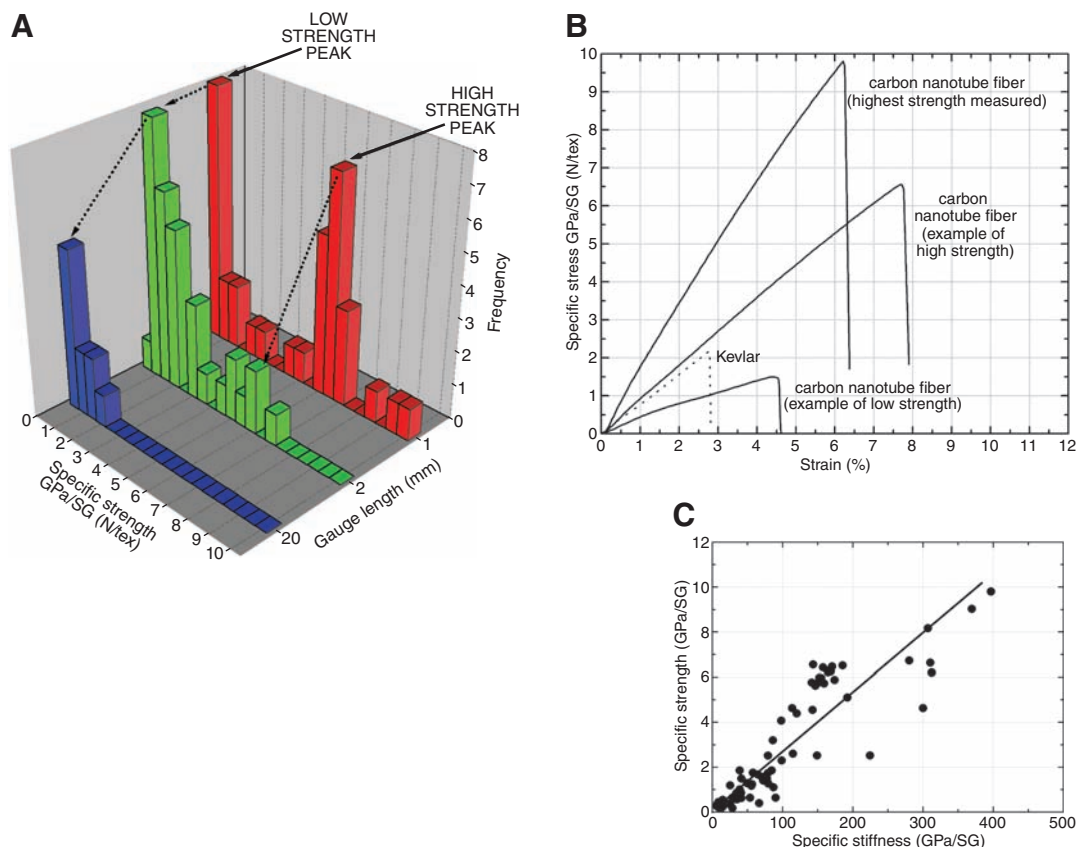 A
LOW
STRENGTH
PEAK
HIGH
STRENGTH
PEAK
8
7
6
5
4
3
2
1
0
Frequency
0
1
2
3
4
5
6
7
8
9
10
Specific strength
GPa/SG (N/tex)
1
2
20
Gauge length (mm)
B
10
9
8
7
6
5
4
3
2
1
0
Specific stress GPa/SG (N/tex)
carbon nanotube fiber
(highest strength measured)
carbon
nanotube fiber
(example of
high strength)
Kevlar
carbon nanotube fiber
(example of low strength)
0 1 2 3 4 5 6 7 8 9 10 11 12
Strain (%)
C
12
10
8
6
4
2
0
Specific strength (GPa/SG)
0 100 200 300 400 500
Specific stiffness (GPa/SG)